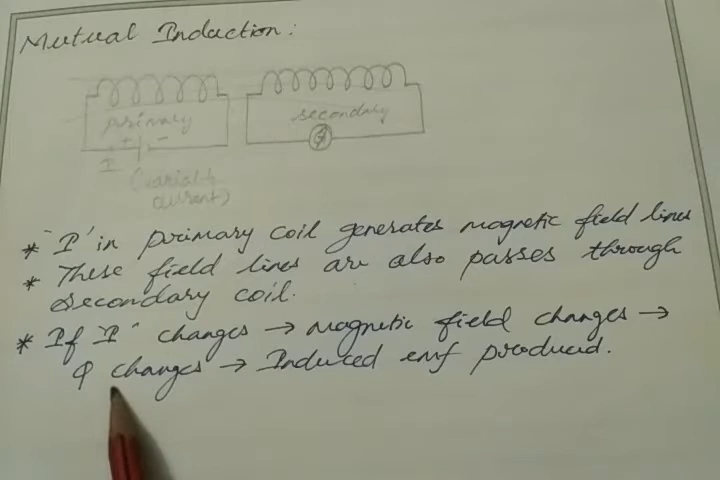 Mutual Induction:
primary
secondary
+ -
I
(variable
current)
* 'I' in primary coil generates magnetic field lines
* These field lines are also passes through
secondary coil.
* If 'I' changes → magnetic field changes →
φ changes → Induced emf produced.